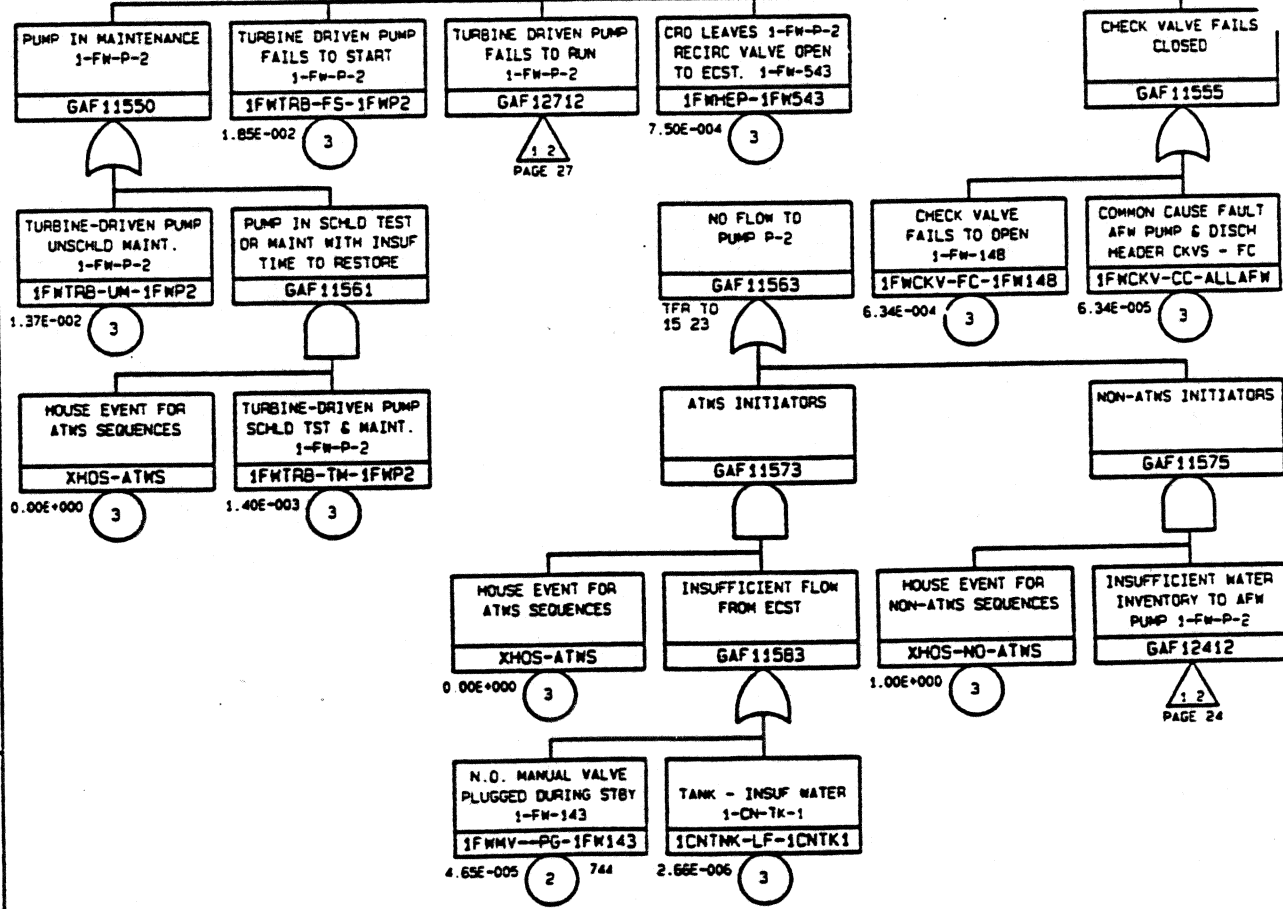 PUMP IN MAINTENANCE
1-FW-P-2
GAF11550
TURBINE DRIVEN PUMP
FAILS TO START
1-FW-P-2
1FWTRB-FS-1FWP2
1.85E-002
3
TURBINE DRIVEN PUMP
FAILS TO RUN
1-FW-P-2
GAF12712
1 2
PAGE 27
CRO LEAVES 1-FW-P-2
RECIRC VALVE OPEN
TO ECST. 1-FW-543
1FWHEP-1FW543
7.50E-004
3
CHECK VALVE FAILS
CLOSED
GAF11555
TURBINE-DRIVEN PUMP
UNSCHLD MAINT.
1-FW-P-2
1FWTRB-UM-1FWP2
1.37E-002
3
PUMP IN SCHLD TEST
OR MAINT WITH INSUF
TIME TO RESTORE
GAF11561
NO FLOW TO
PUMP P-2
GAF11563
TFR TO
15 23
CHECK VALVE
FAILS TO OPEN
1-FW-148
1FWCKV-FC-1FW148
6.34E-004
3
COMMON CAUSE FAULT
AFW PUMP & DISCH
HEADER CKVS - FC
1FWCKV-CC-ALLAFW
6.34E-005
3
HOUSE EVENT FOR
ATWS SEQUENCES
XHOS-ATWS
0.00E+000
3
TURBINE-DRIVEN PUMP
SCHLD TST & MAINT.
1-FW-P-2
1FWTRB-TM-1FWP2
1.40E-003
3
ATWS INITIATORS
GAF11573
NON-ATWS INITIATORS
GAF11575
HOUSE EVENT FOR
ATWS SEQUENCES
XHOS-ATWS
0.00E+000
3
INSUFFICIENT FLOW
FROM ECST
GAF11583
HOUSE EVENT FOR
NON-ATWS SEQUENCES
XHOS-NO-ATWS
1.00E+000
3
INSUFFICIENT WATER
INVENTORY TO AFW
PUMP 1-FW-P-2
GAF12412
1 2
PAGE 24
N.O. MANUAL VALVE
PLUGGED DURING STBY
1-FW-143
1FWMV--PG-1FW143
4.65E-005
2
744
TANK - INSUF WATER
1-CN-TK-1
1CNTNK-LF-1CNTK1
2.66E-006
3